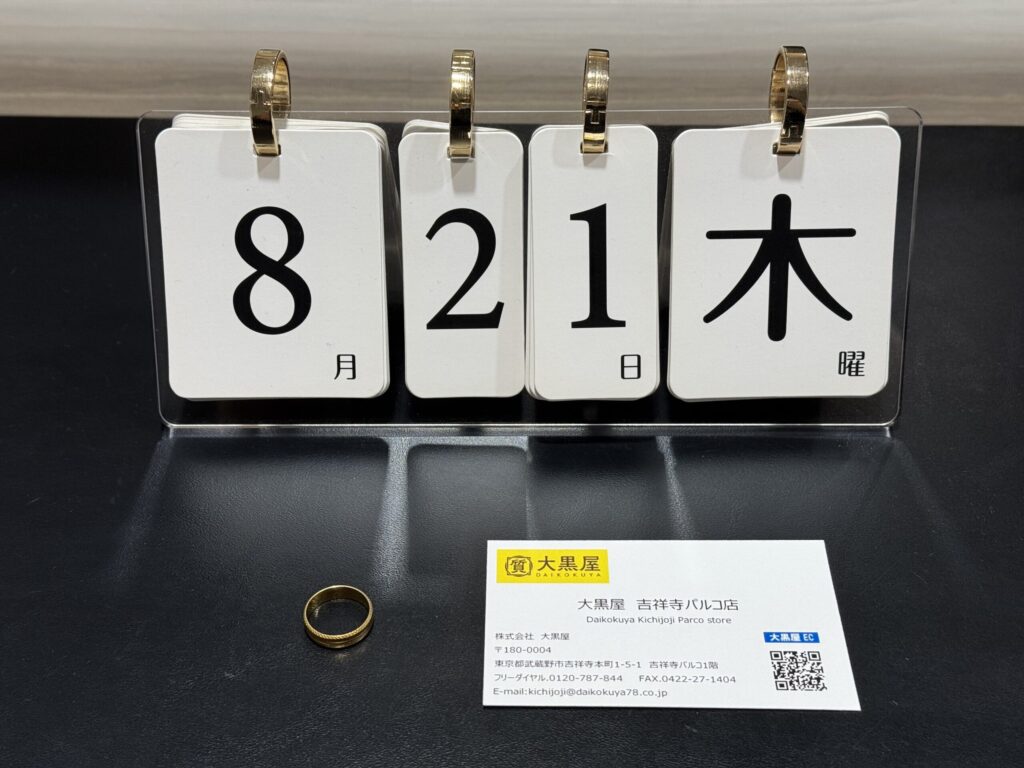 8月
21日
木曜
質 大黒屋
DAIKOKUYA
大黒屋 吉祥寺パルコ店
Daikokuya Kichijoji Parco store
株式会社 大黒屋
〒180-0004
東京都武蔵野市吉祥寺本町1-5-1 吉祥寺パルコ1階
フリーダイヤル.0120-787-844 FAX.0422-27-1404
E-mail:kichijoji@daikokuya78.co.jp
大黒屋 EC